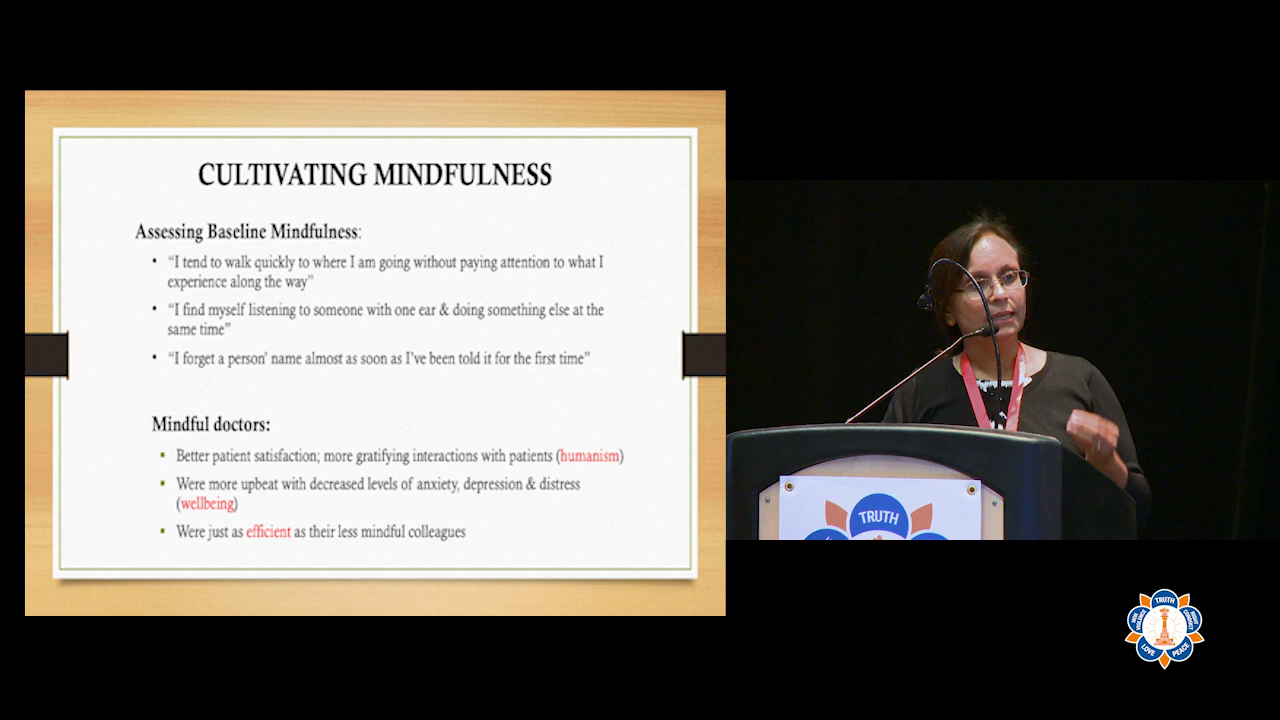 CULTIVATING MINDFULNESS
Assessing Baseline Mindfulness:
• “I tend to walk quickly to where I am going without paying attention to what I
experience along the way”
• “I find myself listening to someone with one ear & doing something else at the
same time”
• “I forget a person’ name almost as soon as I’ve been told it for the first time”
Mindful doctors:
▪ Better patient satisfaction; more gratifying interactions with patients (humanism)
▪ Were more upbeat with decreased levels of anxiety, depression & distress
(wellbeing)
▪ Were just as efficient as their less mindful colleagues
TRUTH
TRUTH
RIGHT
CONDUCT
PEACE
LOVE
NON
VIOLENCE